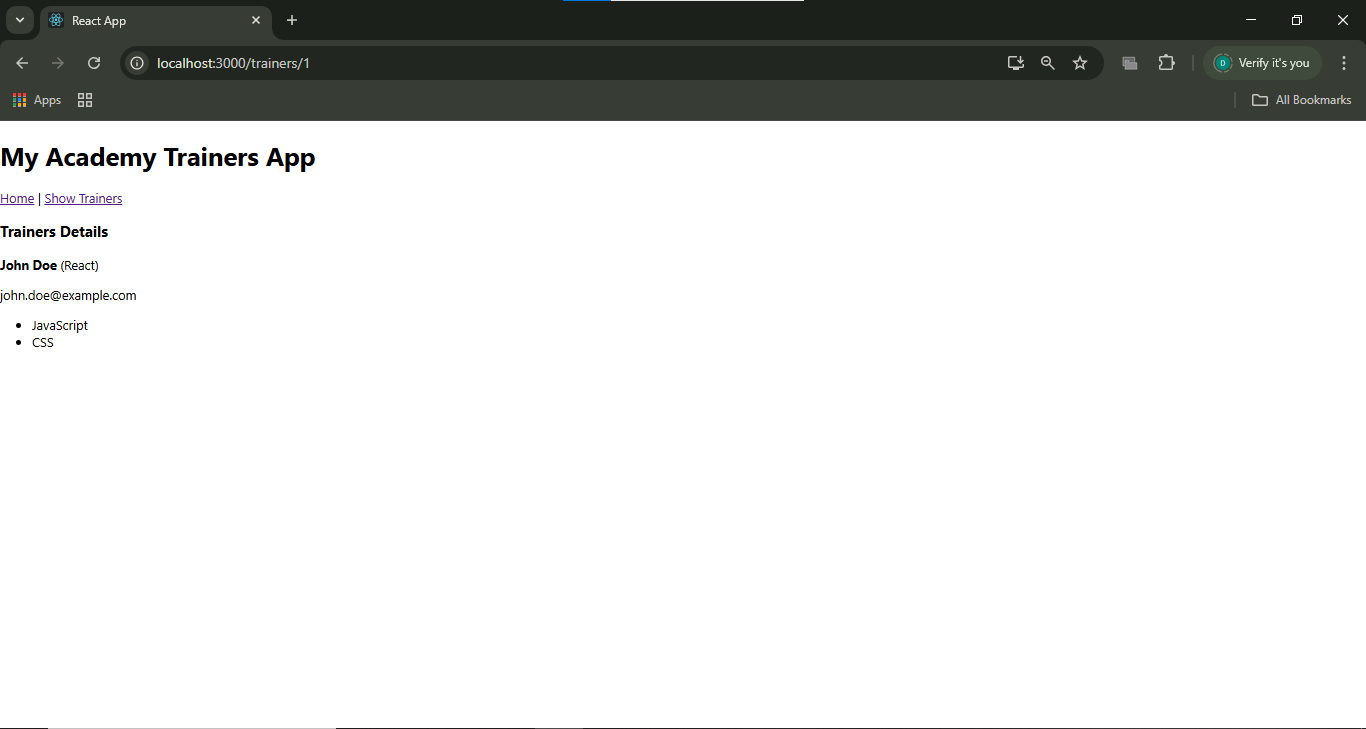 React App
localhost:3000/trainers/1
D
Verify it's you
Apps
All Bookmarks
My Academy Trainers App
Home | Show Trainers
Trainers Details
John Doe (React)
john.doe@example.com
• JavaScript
• CSS